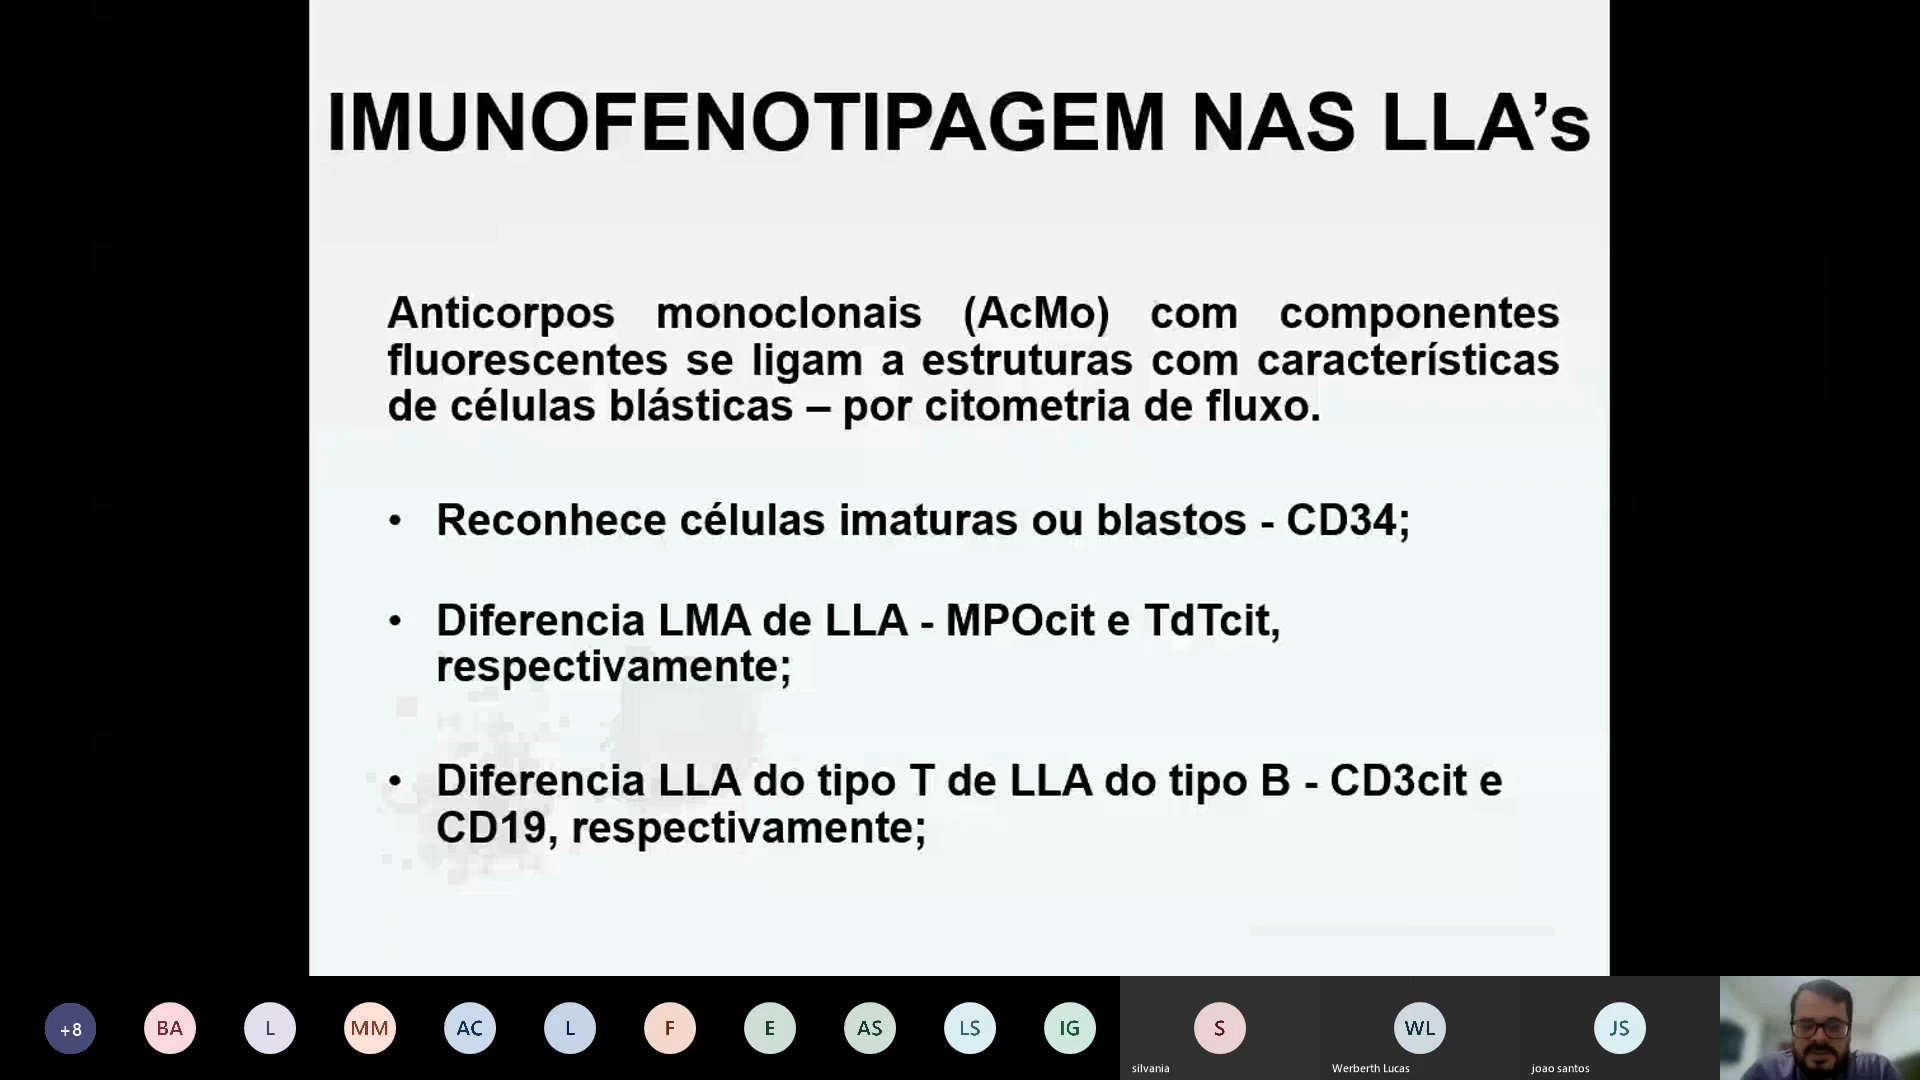 IMUNOFENOTIPAGEM NAS LLA’s
Anticorpos monoclonais (AcMo) com componentes
fluorescentes se ligam a estruturas com características
de células blásticas – por citometria de fluxo.
• Reconhece células imaturas ou blastos - CD34;
• Diferencia LMA de LLA - MPOcit e TdTcit,
respectivamente;
• Diferencia LLA do tipo T de LLA do tipo B - CD3cit e
CD19, respectivamente;
+8 BA L MM AC L F E AS LS IG S WL JS
silvania Werberth Lucas joao santos